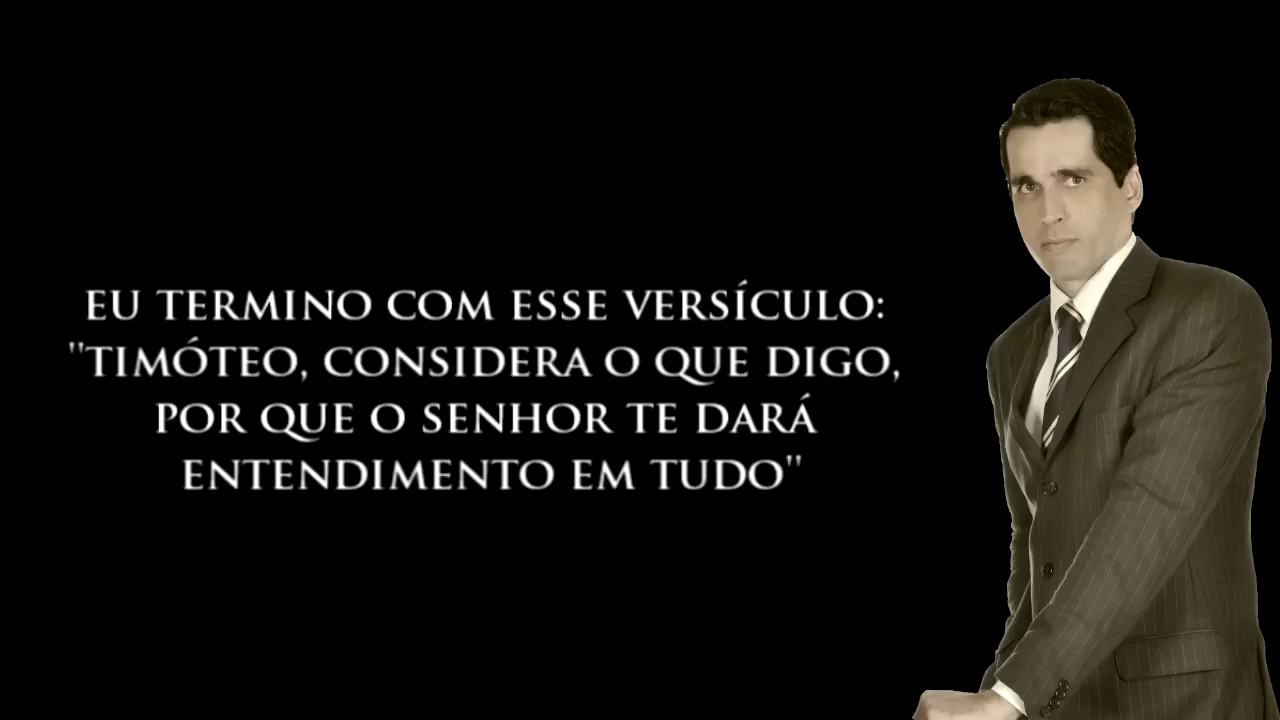 EU TERMINO COM ESSE VERSÍCULO:
"TIMÓTEO, CONSIDERA O QUE DIGO,
POR QUE O SENHOR TE DARÁ
ENTENDIMENTO EM TUDO"